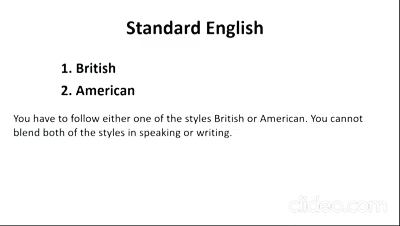 Standard English
1. British
2. American
You have to follow either one of the styles British or American. You cannot
blend both of the styles in speaking or writing.
clideo.com